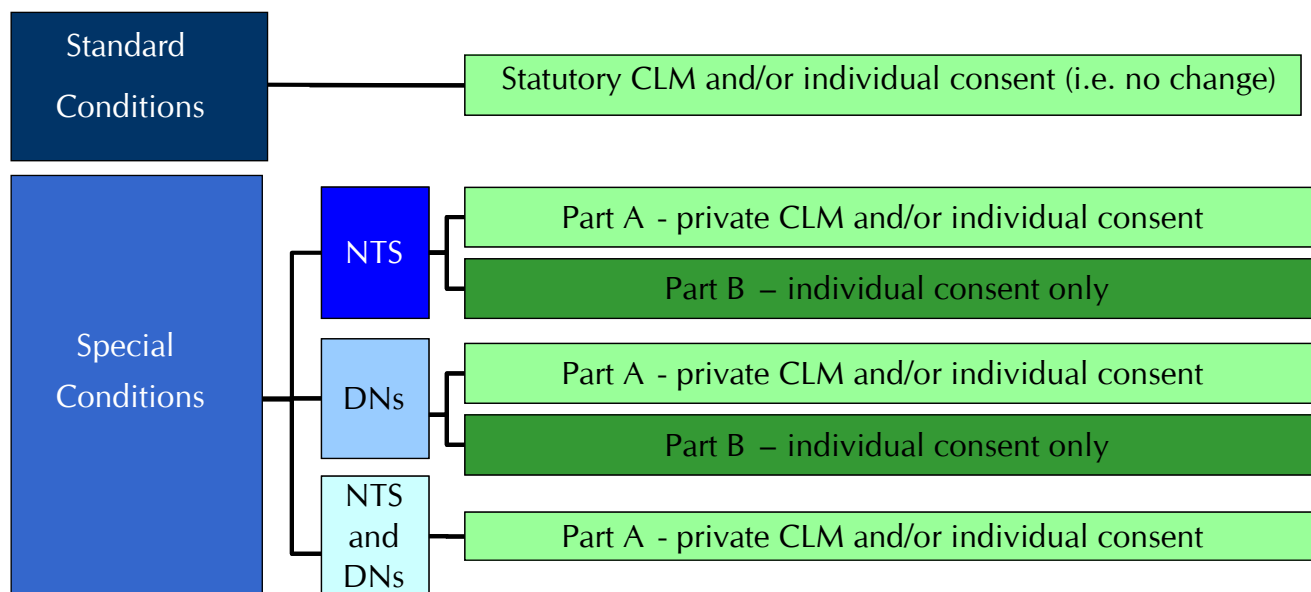 Standard
Conditions
Statutory CLM and/or individual consent (i.e. no change)
Special
Conditions
NTS
Part A - private CLM and/or individual consent
Part B – individual consent only
DNs
Part A - private CLM and/or individual consent
Part B – individual consent only
NTS
and
DNs
Part A - private CLM and/or individual consent